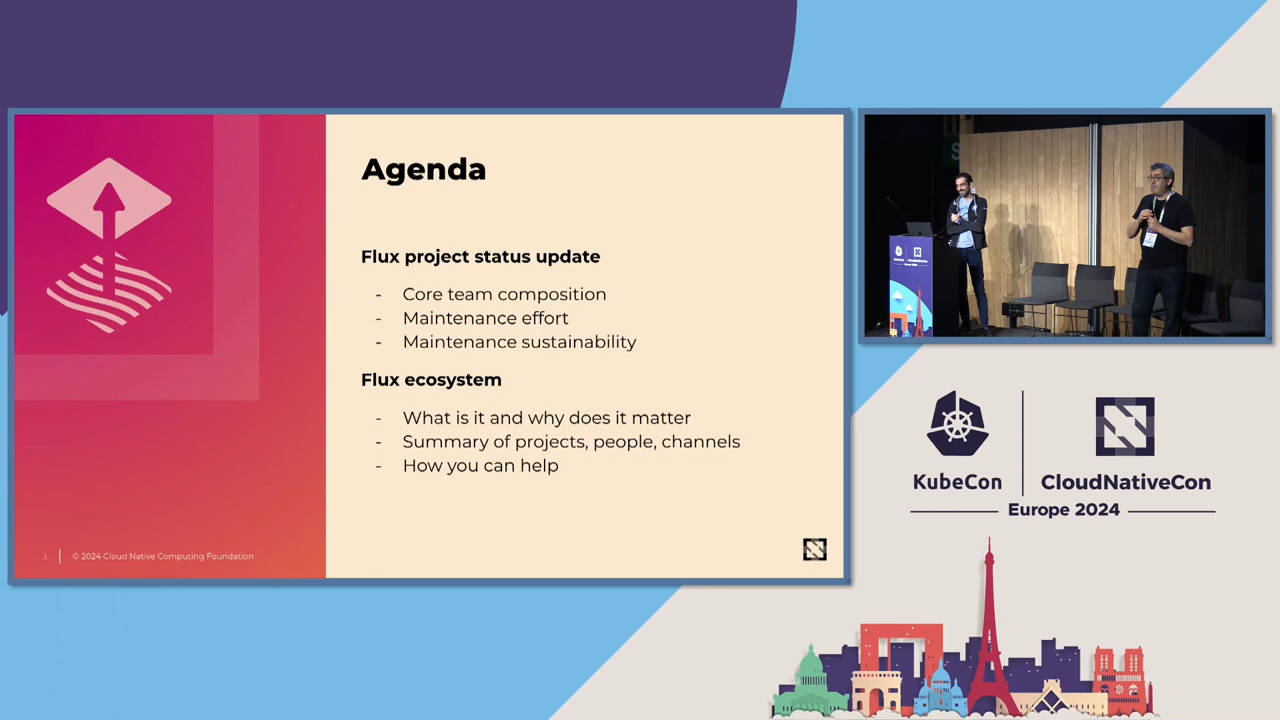 Agenda
Flux project status update
- Core team composition
- Maintenance effort
- Maintenance sustainability
Flux ecosystem
- What is it and why does it matter
- Summary of projects, people, channels
- How you can help
3 © 2024 Cloud Native Computing Foundation
KubeCon
CloudNativeCon
Europe 2024